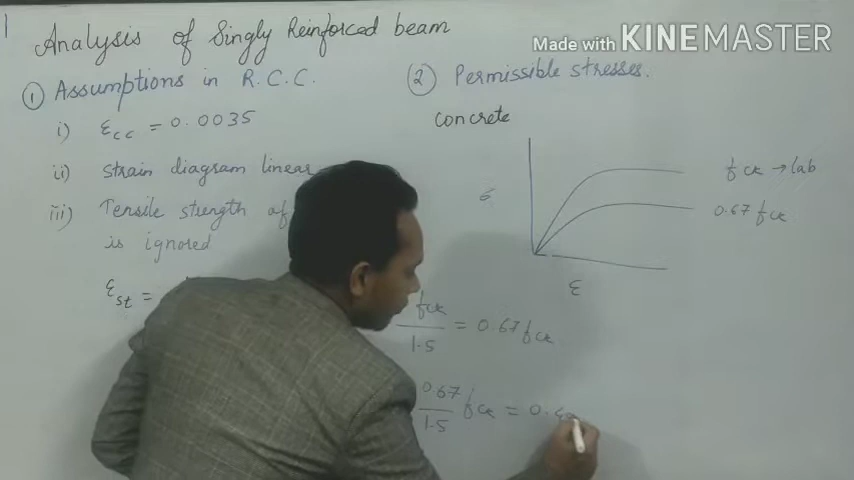 Analysis of Singly Reinforced beam
Made with KINEMASTER
① Assumptions in R.C.C.
i) εcc = 0.0035
ii) strain diagram linear
iii) Tensile strength of
is ignored
εst =
② Permissible stresses.
concrete
σ
fck → lab
0.67 fck
ε
fck/1.5 = 0.67 fck
0.67/1.5 fck = 0.